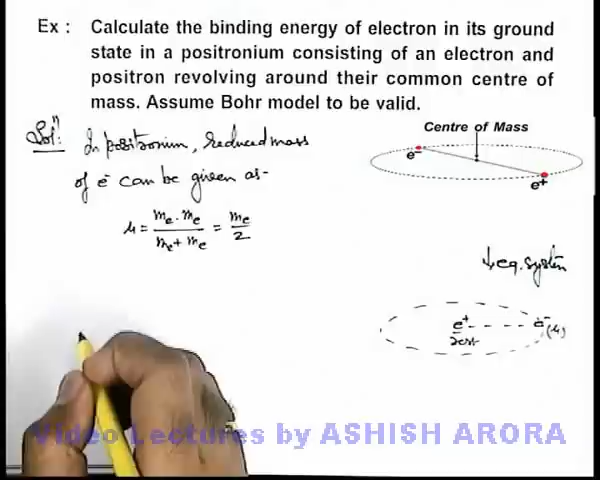 Ex : Calculate the binding energy of electron in its ground
state in a positronium consisting of an electron and
positron revolving around their common centre of
mass. Assume Bohr model to be valid.
Solⁿ: In positronium, reduced mass
of e⁻ can be given as-
μ = mₑ . mₑ / mₑ + mₑ = mₑ / 2
Centre of Mass
e⁻
e⁺
↓ eq. system
e⁺ e⁻
rest (μ)
Video Lectures by ASHISH ARORA